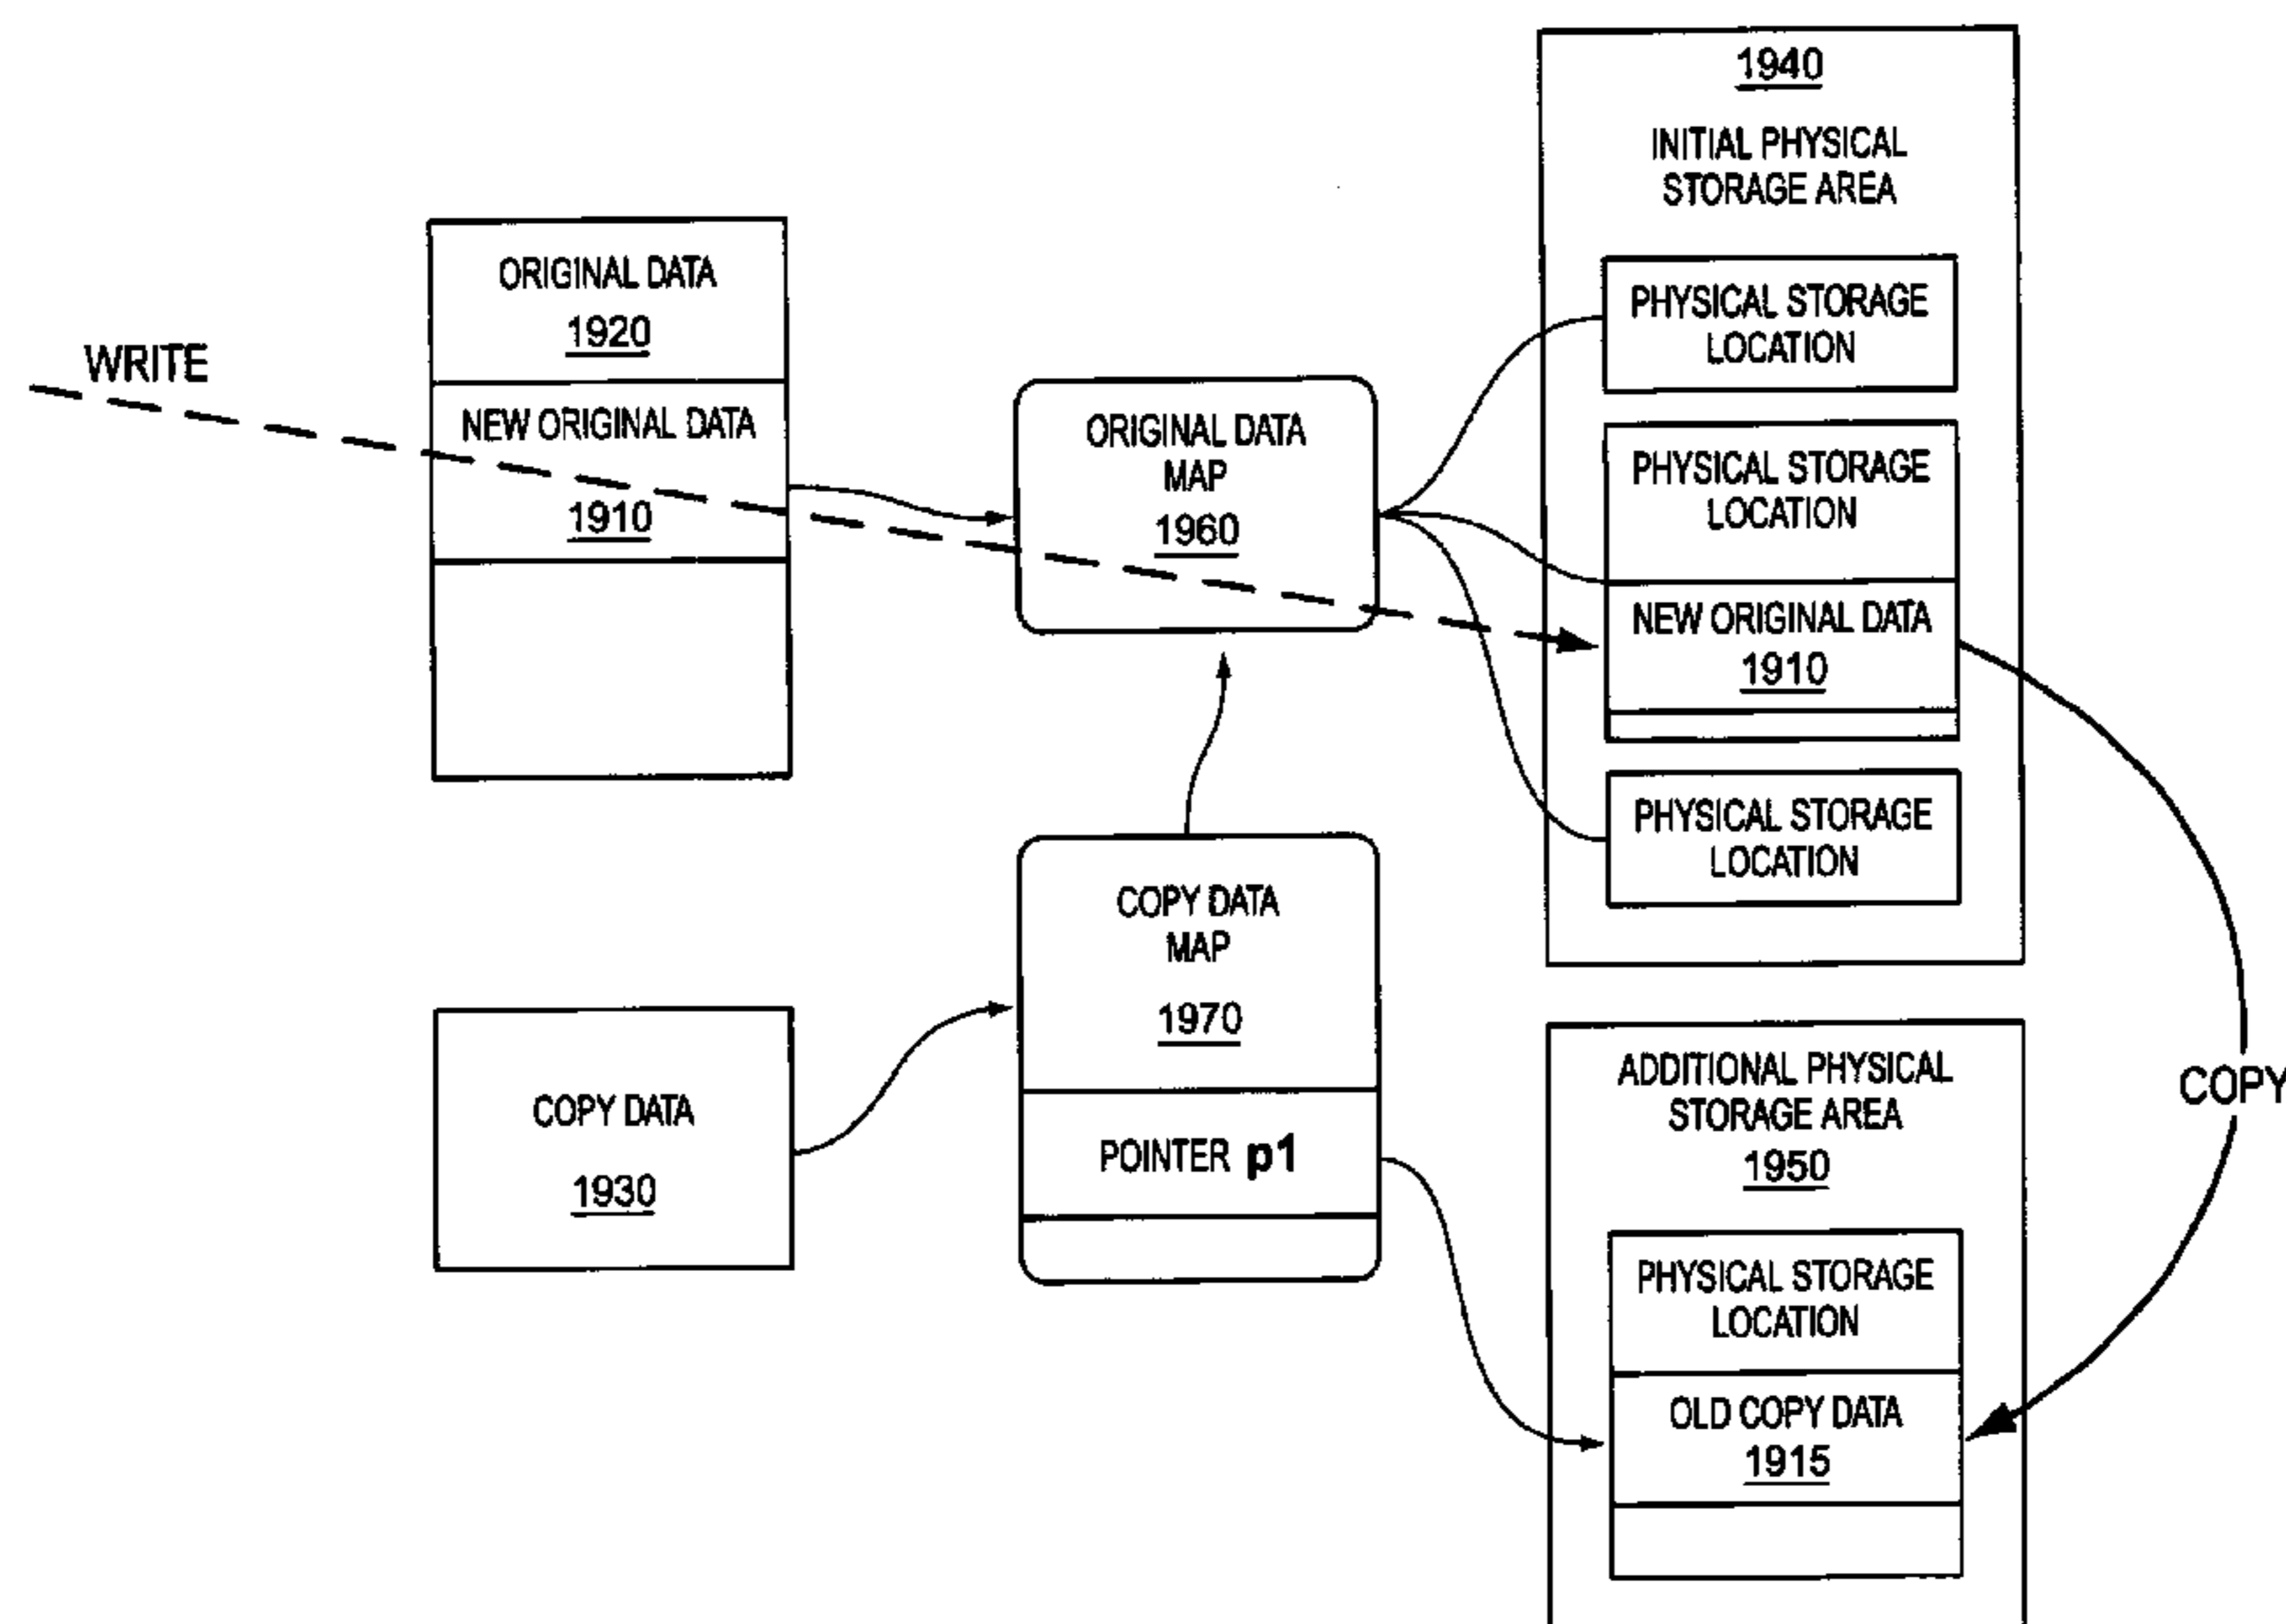 WRITE
ORIGINAL DATA
1920
NEW ORIGINAL DATA
1910
ORIGINAL DATA
MAP
1960
1940
INITIAL PHYSICAL
STORAGE AREA
PHYSICAL STORAGE
LOCATION
PHYSICAL STORAGE
LOCATION
NEW ORIGINAL DATA
1910
PHYSICAL STORAGE
LOCATION
COPY DATA
1930
COPY DATA
MAP
1970
POINTER p1
ADDITIONAL PHYSICAL
STORAGE AREA
1950
PHYSICAL STORAGE
LOCATION
OLD COPY DATA
1915
COPY